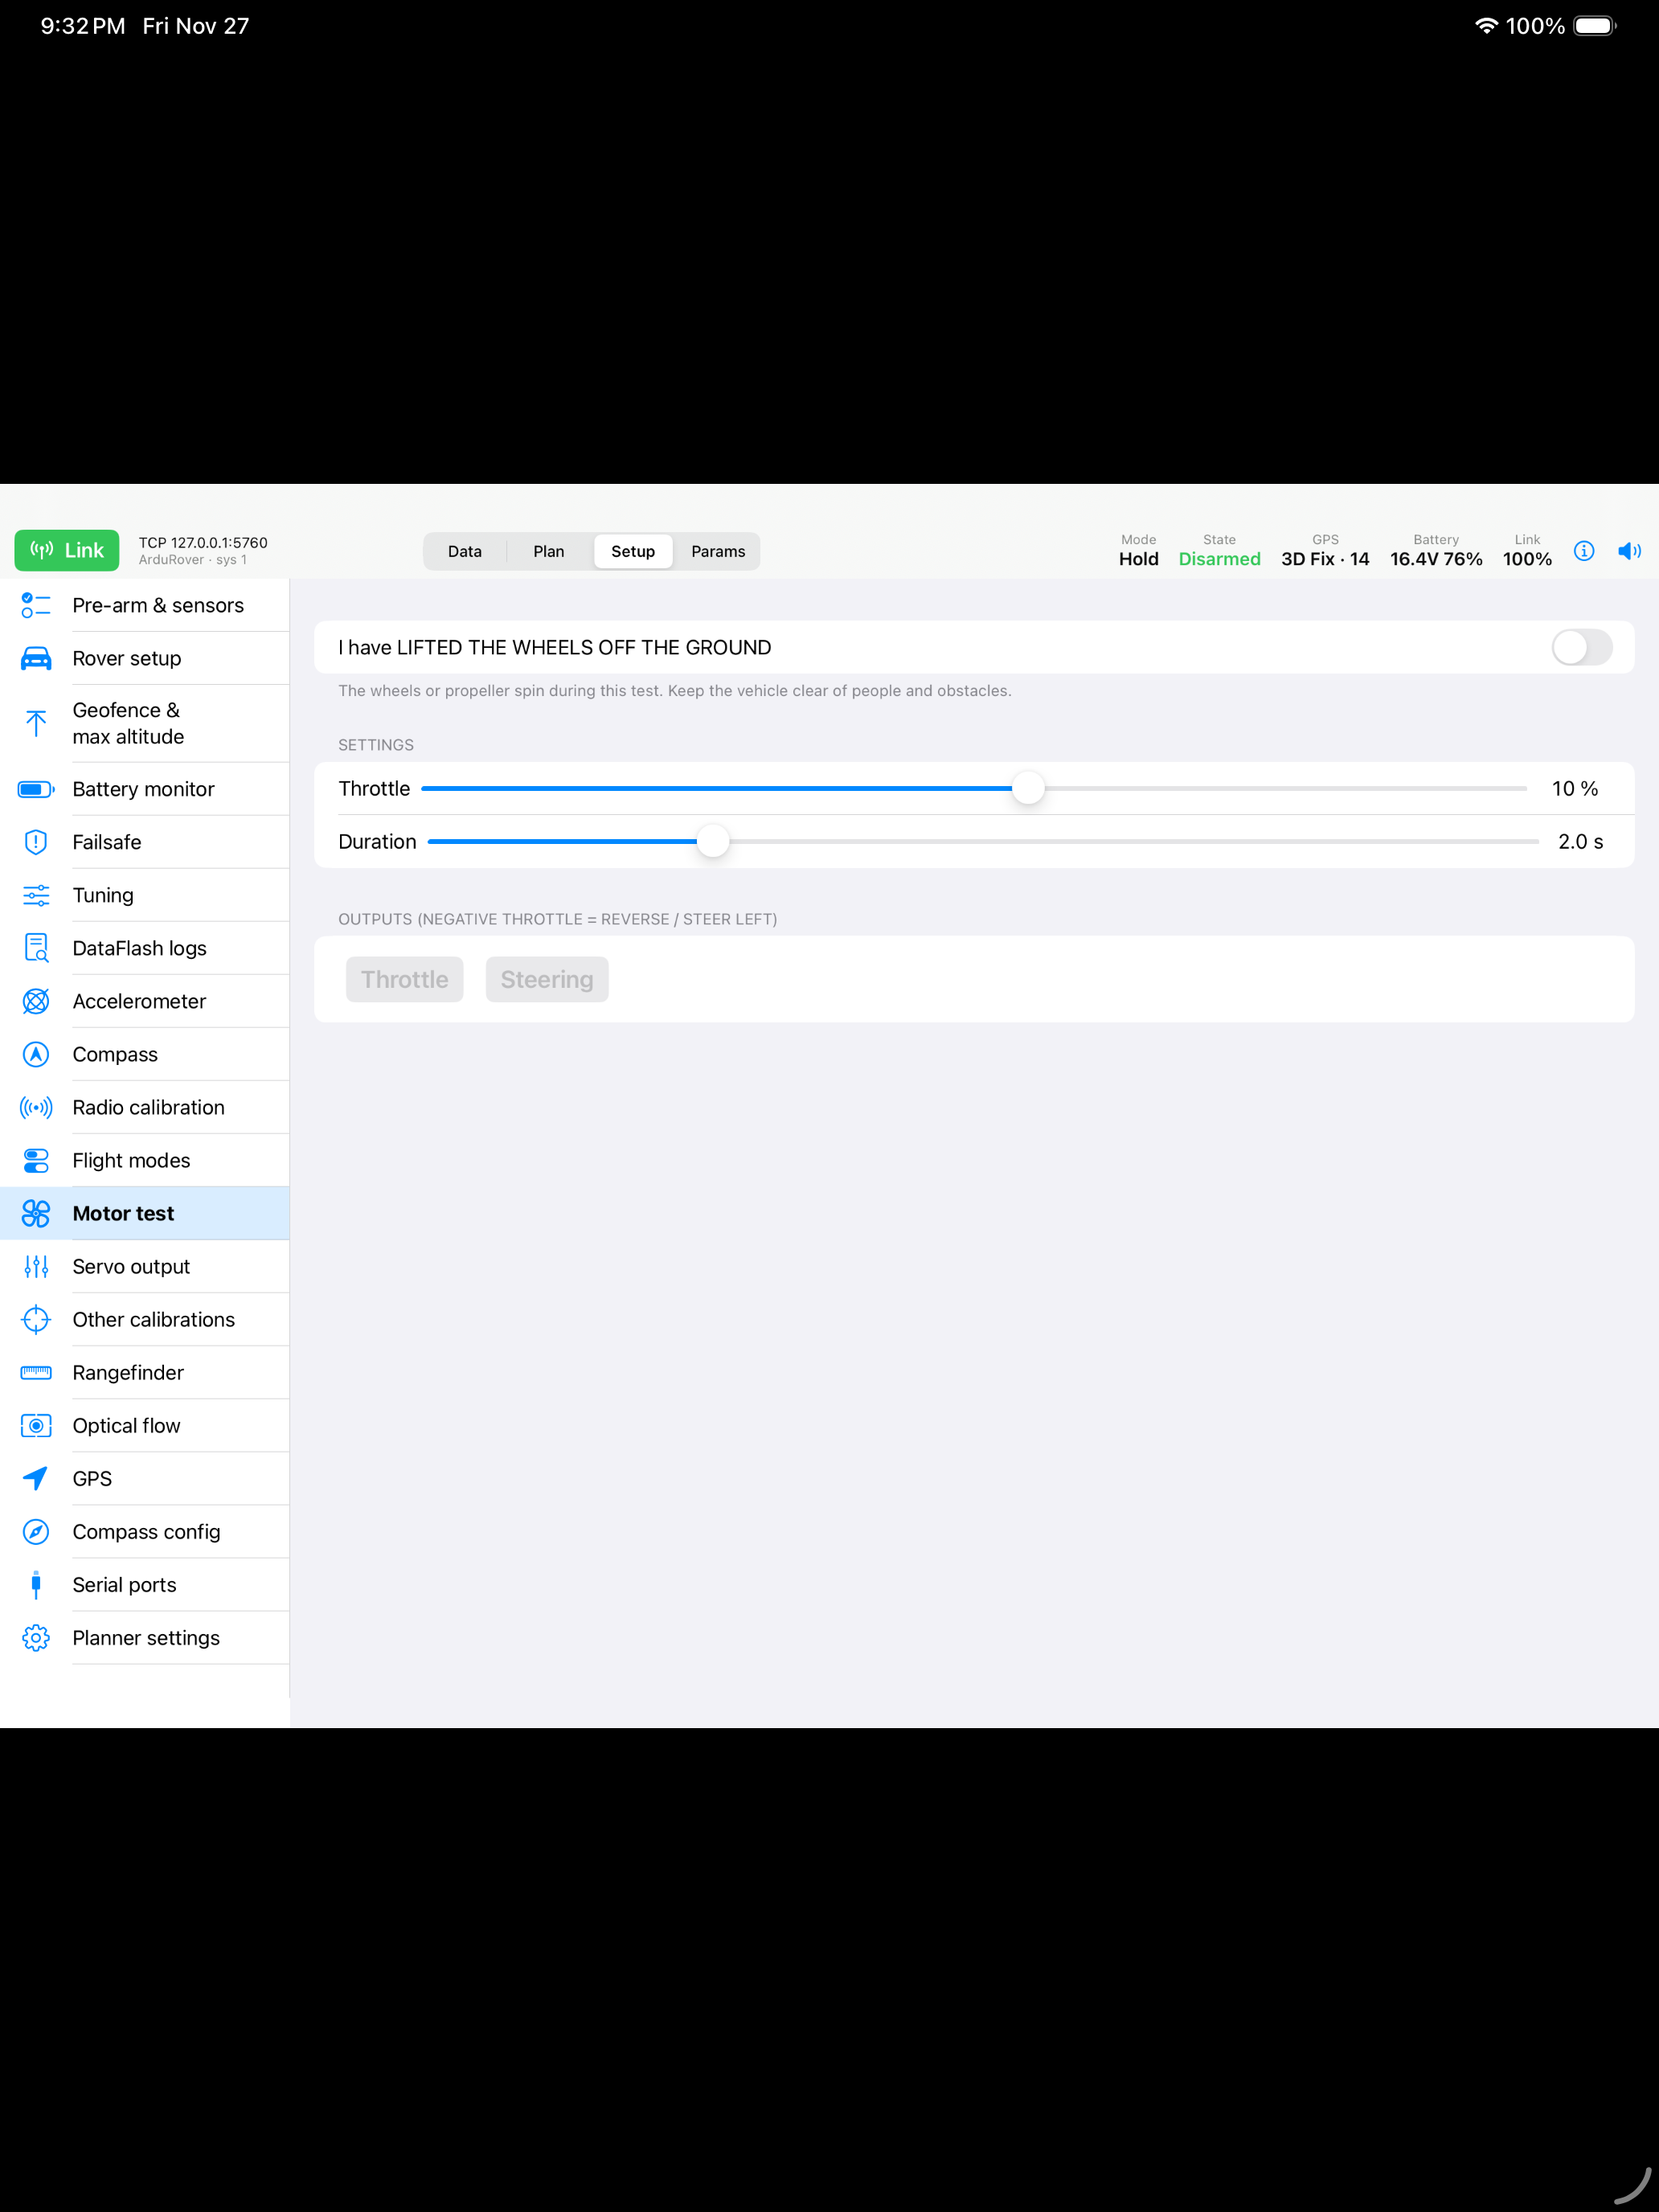 9:32 PM Fri Nov 27
100%
Link
TCP 127.0.0.1:5760
ArduRover · sys 1
Data
Plan
Setup
Params
Mode
Hold
State
Disarmed
GPS
3D Fix · 14
Battery
16.4V 76%
Link
100%
Pre-arm & sensors
Rover setup
Geofence &
max altitude
Battery monitor
Failsafe
Tuning
DataFlash logs
Accelerometer
Compass
Radio calibration
Flight modes
Motor test
Servo output
Other calibrations
Rangefinder
Optical flow
GPS
Compass config
Serial ports
Planner settings
I have LIFTED THE WHEELS OFF THE GROUND
The wheels or propeller spin during this test. Keep the vehicle clear of people and obstacles.
SETTINGS
Throttle 10 %
Duration 2.0 s
OUTPUTS (NEGATIVE THROTTLE = REVERSE / STEER LEFT)
Throttle
Steering